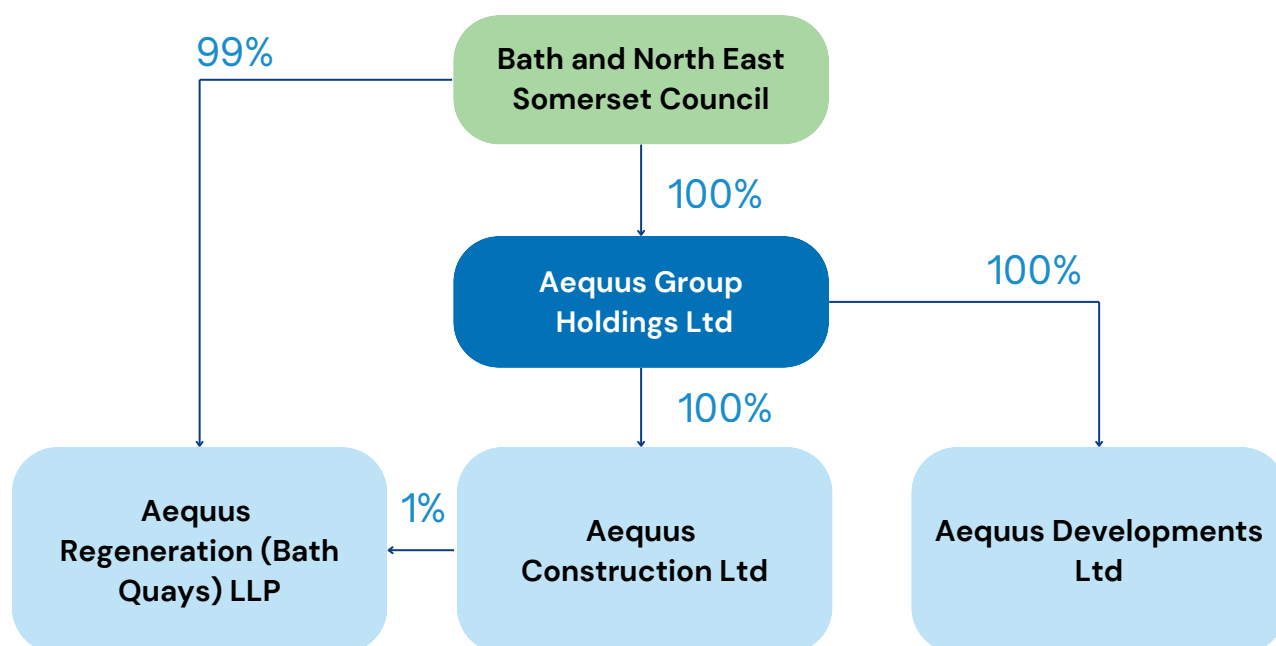 99%
Bath and North East
Somerset Council
100%
Aequus Group
Holdings Ltd
100%
100%
Aequus
Regeneration (Bath
Quays) LLP
1%
Aequus
Construction Ltd
Aequus Developments
Ltd